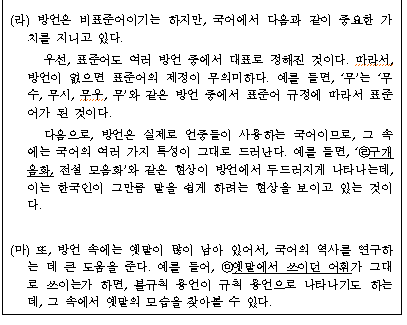 (라) 방언은 비표준어이기는 하지만, 국어에서 다음과 같이 중요한 가
치를 지니고 있다.
우선, 표준어도 여러 방언 중에서 대표로 정해진 것이다. 따라서,
방언이 없으면 표준어의 제정이 무의미하다. 예를 들면, ‘무’는 ‘무
수, 무시, 무우, 무’와 같은 방언 중에서 표준어 규정에 따라서 표준
어가 된 것이다.
다음으로, 방언은 실제로 언중들이 사용하는 국어이므로, 그 속
에는 국어의 여러 가지 특성이 그대로 드러난다. 예를 들면, ‘㉣구개
음화, 전설 모음화’와 같은 현상이 방언에서 두드러지게 나타나는데,
이는 한국인이 그만큼 말을 쉽게 하려는 현상을 보이고 있는 것이
다.
(마) 또, 방언 속에는 옛말이 많이 남아 있어서, 국어의 역사를 연구하
는 데 큰 도움을 준다. 예를 들어, ㉤옛말에서 쓰이던 어휘가 그대
로 쓰이는가 하면, 불규칙 용언이 규칙 용언으로 나타나기도 하는
데, 그 속에서 옛말의 모습을 찾아볼 수 있다.